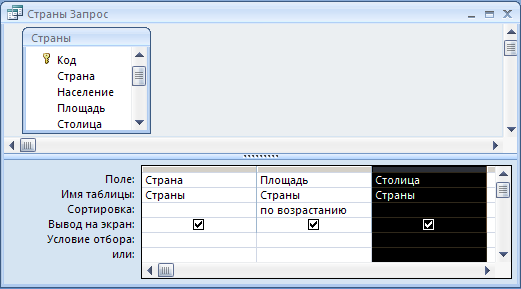 Страны Запрос
Страны
Код
Страна
Население
Площадь
Столица
Поле: Страна Площадь Столица
Имя таблицы: Страны Страны Страны
Сортировка: по возрастанию
Вывод на экран:
Условие отбора:
или: